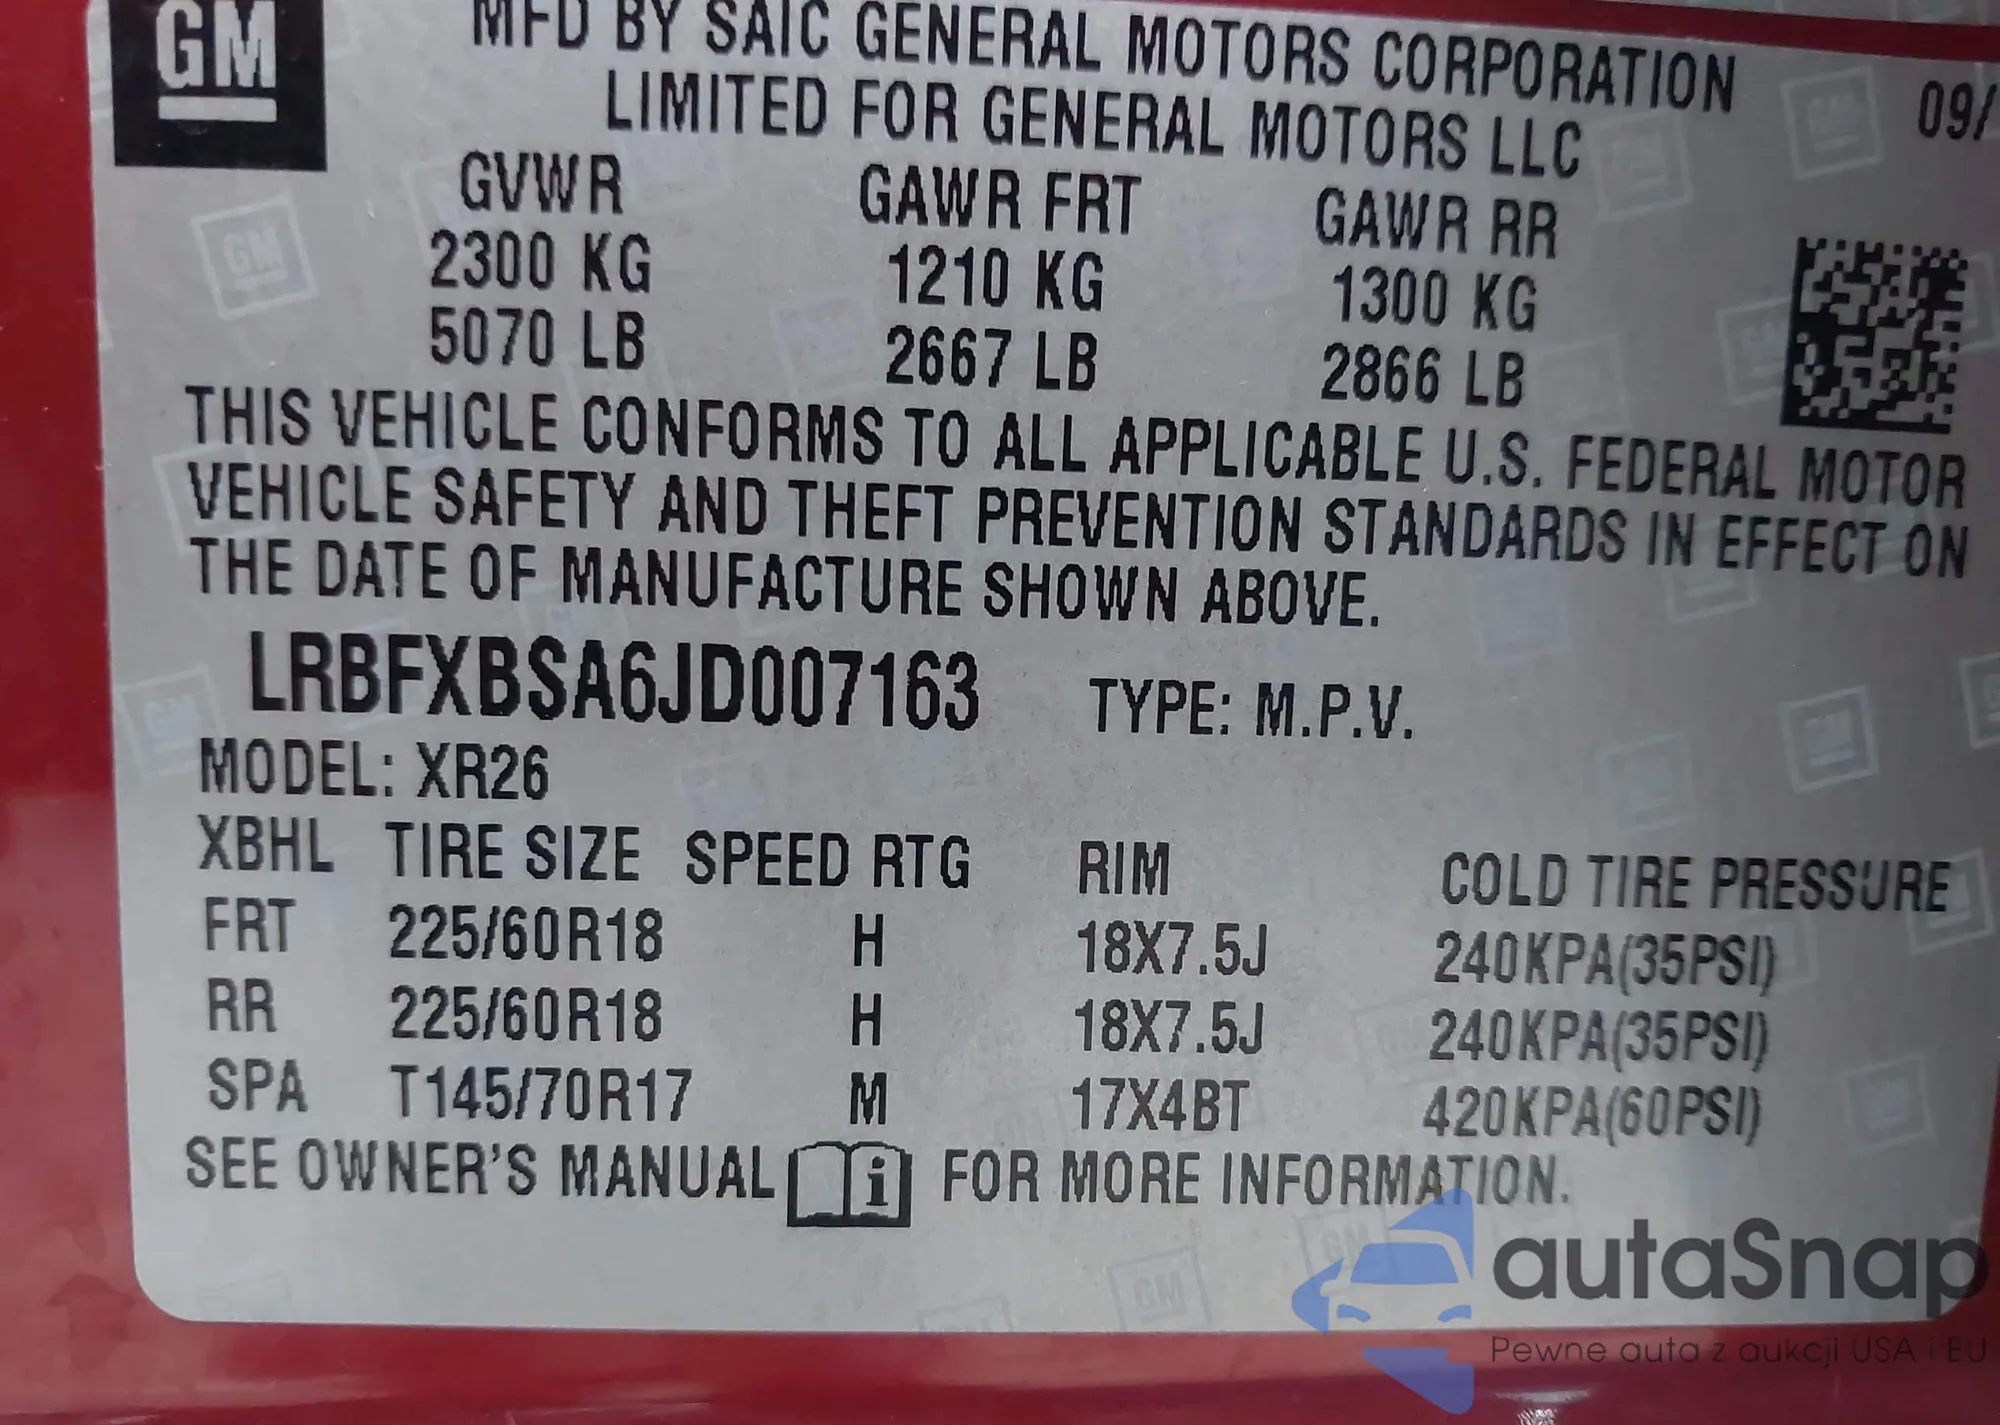 GM
MFD BY SAIC GENERAL MOTORS CORPORATION
LIMITED FOR GENERAL MOTORS LLC
09/
GVWR GAWR FRT GAWR RR
2300 KG 1210 KG 1300 KG
5070 LB 2667 LB 2866 LB
THIS VEHICLE CONFORMS TO ALL APPLICABLE U.S. FEDERAL MOTOR
VEHICLE SAFETY AND THEFT PREVENTION STANDARDS IN EFFECT ON
THE DATE OF MANUFACTURE SHOWN ABOVE.
LRBFXBSA6JD007163 TYPE: M.P.V.
MODEL: XR26
XBHL TIRE SIZE SPEED RTG RIM COLD TIRE PRESSURE
FRT 225/60R18 H 18X7.5J 240KPA(35PSI)
RR 225/60R18 H 18X7.5J 240KPA(35PSI)
SPA T145/70R17 M 17X4BT 420KPA(60PSI)
SEE OWNER'S MANUAL i FOR MORE INFORMATION.
autaSnap
Pewne auta z aukcji USA i EU